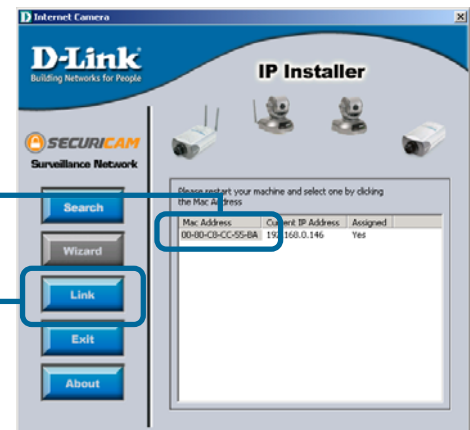 Internet Camera
D-Link
Building Networks for People
IP Installer
SECURICAM
Surveillance Network
Please restart your machine and select one by clicking
the Mac Address
Mac Address Current IP Address Assigned
00-80-C8-CC-55-8A 192.168.0.146 Yes
Search
Wizard
Link
Exit
About